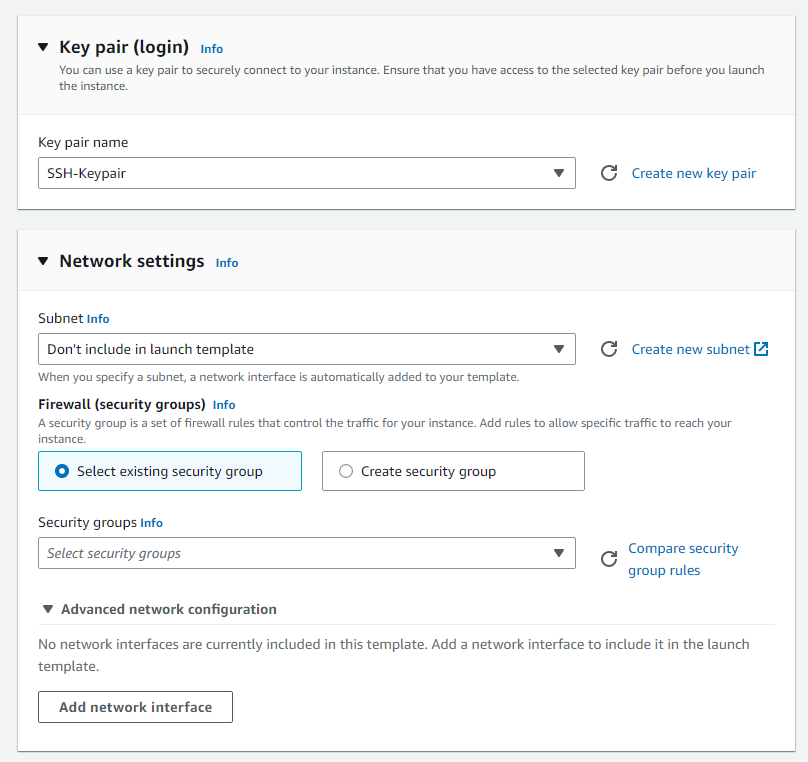 Key pair (login) Info
You can use a key pair to securely connect to your instance. Ensure that you have access to the selected key pair before you launch
the instance.
Key pair name
SSH-Keypair
Create new key pair
Network settings Info
Subnet Info
Don't include in launch template
Create new subnet
When you specify a subnet, a network interface is automatically added to your template.
Firewall (security groups) Info
A security group is a set of firewall rules that control the traffic for your instance. Add rules to allow specific traffic to reach your
instance.
Select existing security group
Create security group
Security groups Info
Select security groups
Compare security
group rules
Advanced network configuration
No network interfaces are currently included in this template. Add a network interface to include it in the launch
template.
Add network interface